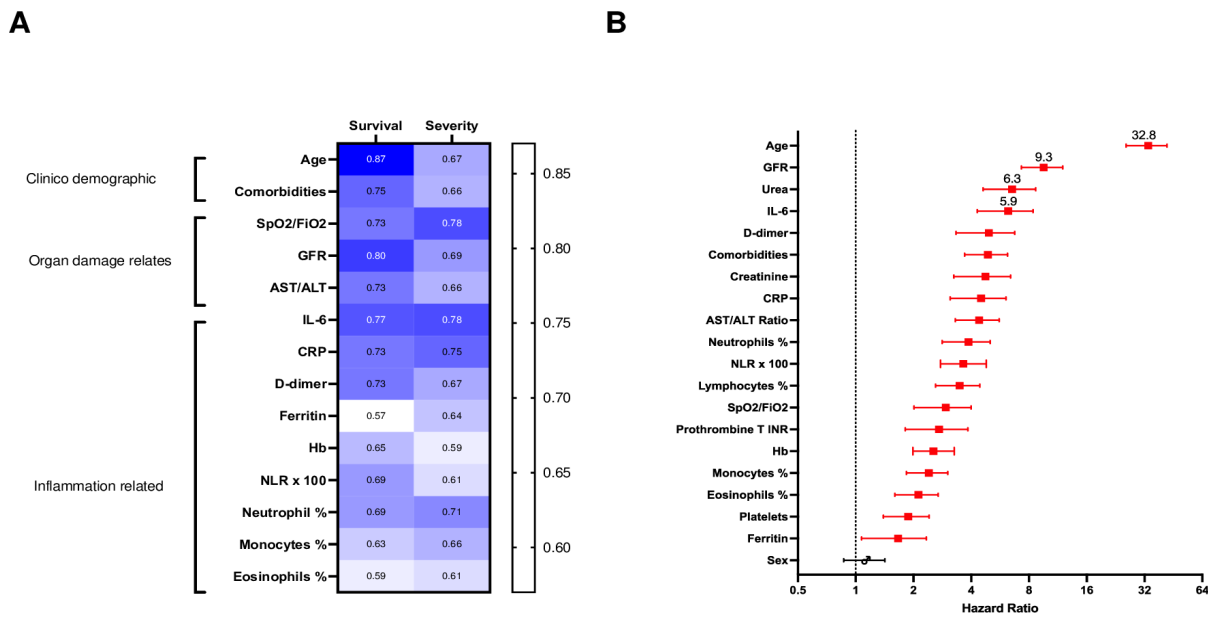 A
B
Survival Severity
Clinico demographic
Organ damage relates
Inflammation related
Age 0.87 0.67
Comorbidities 0.75 0.66
SpO2/FiO2 0.73 0.78
GFR 0.80 0.69
AST/ALT 0.73 0.66
IL-6 0.77 0.78
CRP 0.73 0.75
D-dimer 0.73 0.67
Ferritin 0.57 0.64
Hb 0.65 0.59
NLR x 100 0.69 0.61
Neutrophil % 0.69 0.71
Monocytes % 0.63 0.66
Eosinophils % 0.59 0.61
0.85
0.80
0.75
0.70
0.65
0.60
Age 32.8
GFR 9.3
Urea 6.3
IL-6 5.9
D-dimer
Comorbidities
Creatinine
CRP
AST/ALT Ratio
Neutrophils %
NLR x 100
Lymphocytes %
SpO2/FiO2
Prothrombine T INR
Hb
Monocytes %
Eosinophils %
Platelets
Ferritin
Sex ♂
0.5 1 2 4 8 16 32 64
Hazard Ratio